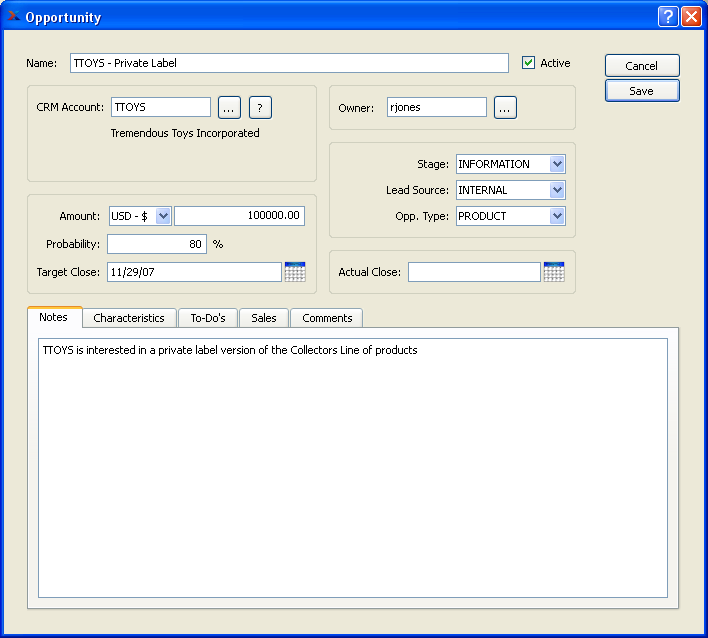 Opportunity
Name: TTOYS - Private Label Active Cancel
Save
CRM Account: TTOYS ... ?
Tremendous Toys Incorporated
Owner: rjones ...
Stage: INFORMATION
Lead Source: INTERNAL
Opp. Type: PRODUCT
Amount: USD - $ 100000.00
Probability: 80 %
Target Close: 11/29/07
Actual Close:
Notes Characteristics To-Do's Sales Comments
TTOYS is interested in a private label version of the Collectors Line of products